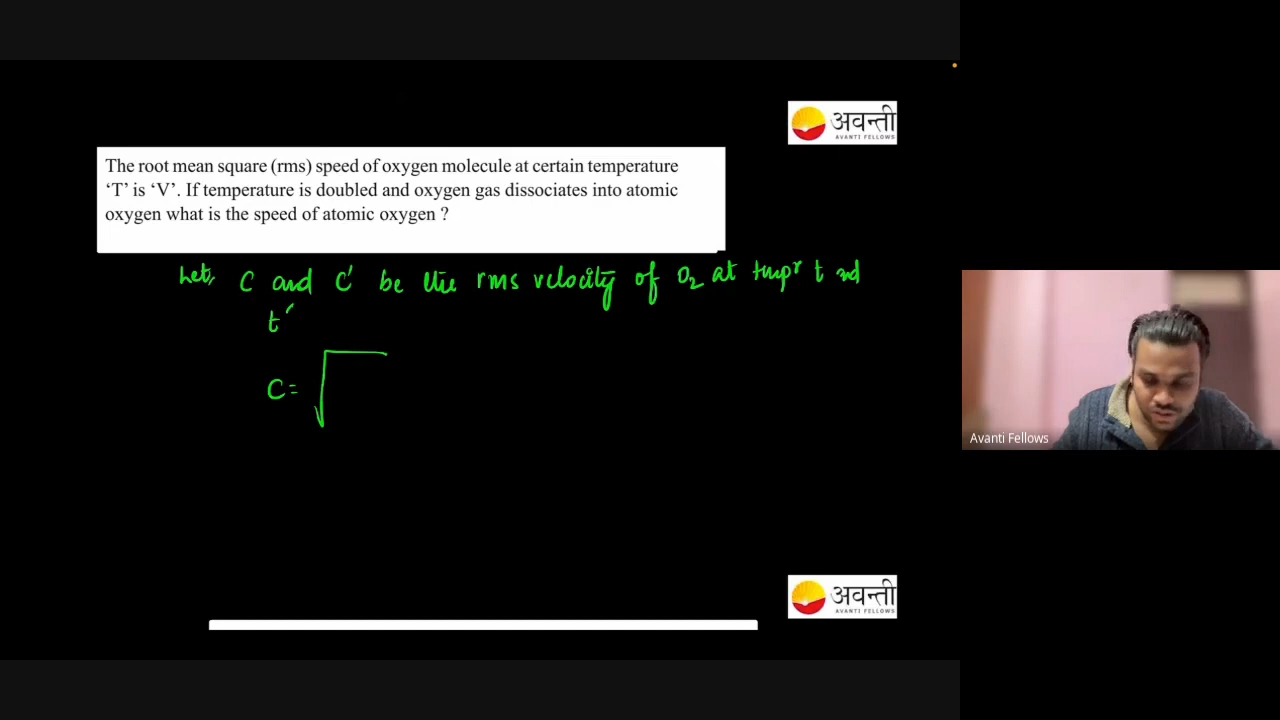 अवन्ती
AVANTI FELLOWS
The root mean square (rms) speed of oxygen molecule at certain temperature
‘T’ is ‘V’. If temperature is doubled and oxygen gas dissociates into atomic
oxygen what is the speed of atomic oxygen ?
Let, C and C' be the rms velocity of O₂ at tmpr t nd
t'
C = √
Avanti Fellows
अवन्ती
AVANTI FELLOWS